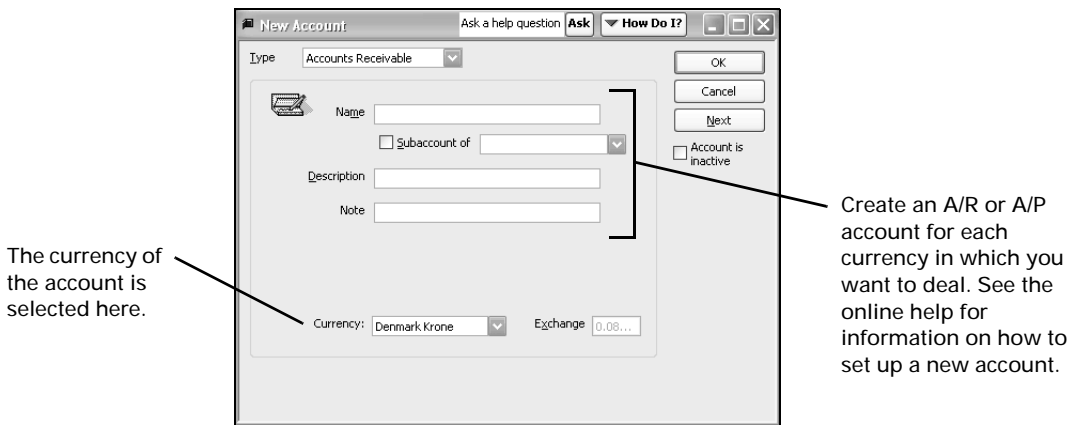 New Account
Ask a help question Ask How Do I?
Type Accounts Receivable
OK
Cancel
Next
Account is
inactive
Name
Subaccount of
Description
Note
Currency: Denmark Krone Exchange 0.08...
The currency of
the account is
selected here.
Create an A/R or A/P
account for each
currency in which you
want to deal. See the
online help for
information on how to
set up a new account.